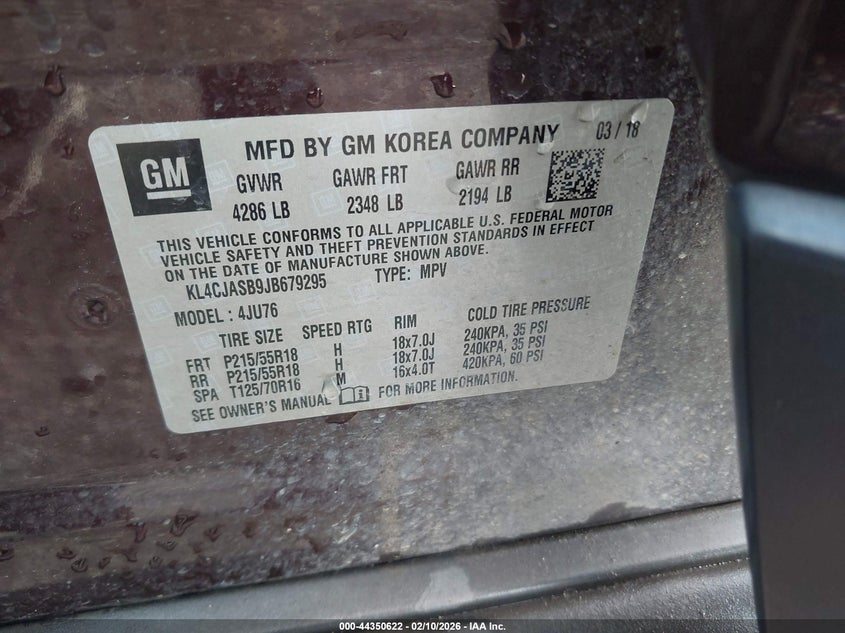 GM
MFD BY GM KOREA COMPANY 03 / 18
GVWR GAWR FRT GAWR RR
4286 LB 2348 LB 2194 LB
THIS VEHICLE CONFORMS TO ALL APPLICABLE U.S. FEDERAL MOTOR
VEHICLE SAFETY AND THEFT PREVENTION STANDARDS IN EFFECT
ON THE DATE OF MANUFACTURE SHOWN ABOVE.
KL4CJASB9JB679295 TYPE: MPV
MODEL : 4JU76
TIRE SIZE SPEED RTG RIM COLD TIRE PRESSURE
FRT P215/55R18 H 18x7.0J 240KPA, 35 PSI
RR P215/55R18 H 18x7.0J 240KPA, 35 PSI
SPA T125/70R16 M 16x4.0T 420KPA, 60 PSI
SEE OWNER'S MANUAL FOR MORE INFORMATION.
000-44350622 - 02/10/2026 - IAA Inc.